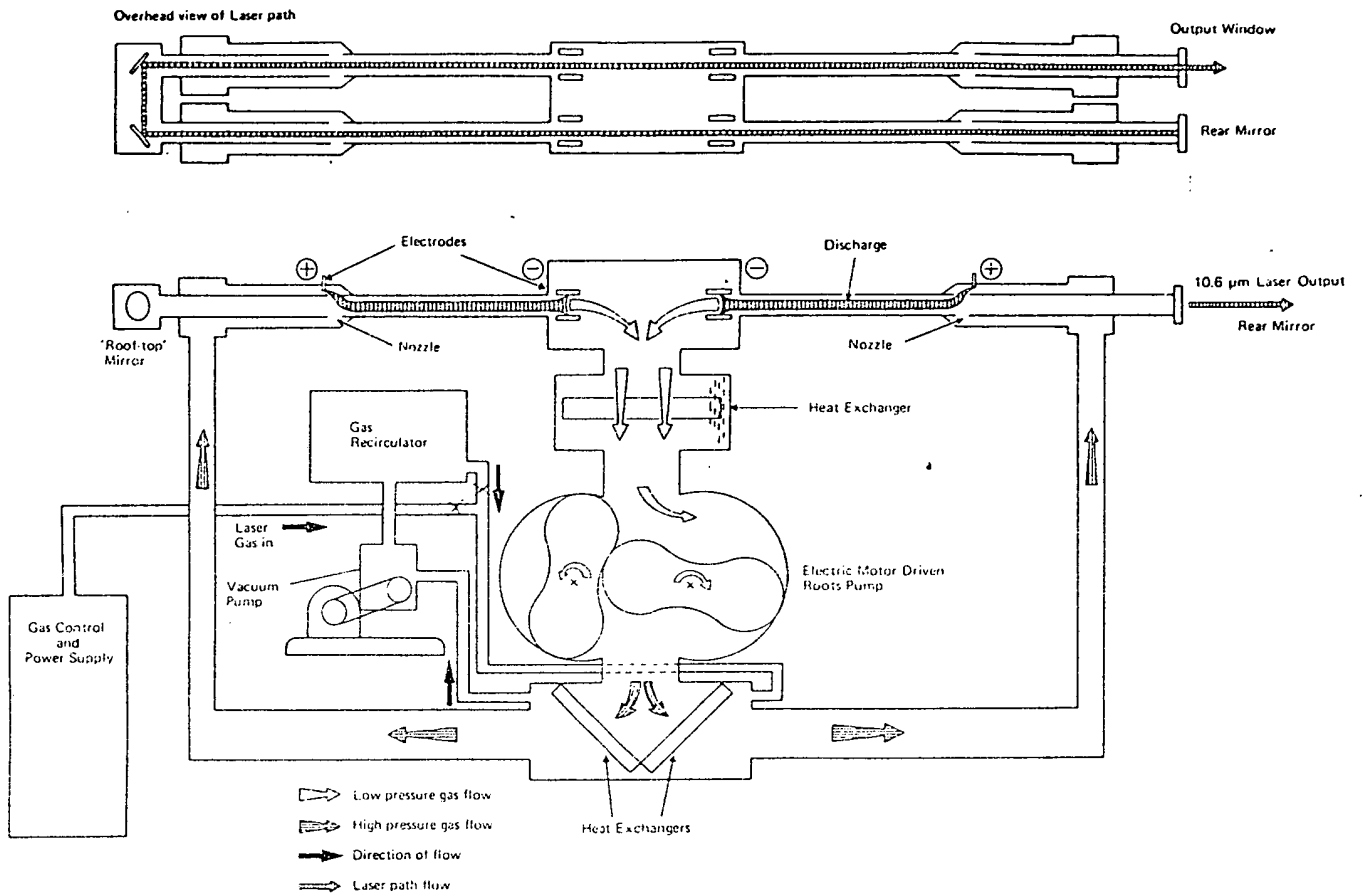 Overhead view of Laser path
Output Window
Rear Mirror
Electrodes
Discharge
+
−
−
+
10.6 µm Laser Output
Rear Mirror
'Roof-top'
Mirror
Nozzle
Nozzle
Heat Exchanger
Gas
Recirculator
Laser
Gas in
Vacuum
Pump
x
x
Electric Motor Driven
Roots Pump
Gas Control
and
Power Supply
Low pressure gas flow
High pressure gas flow
Direction of flow
Laser path flow
Heat Exchangers